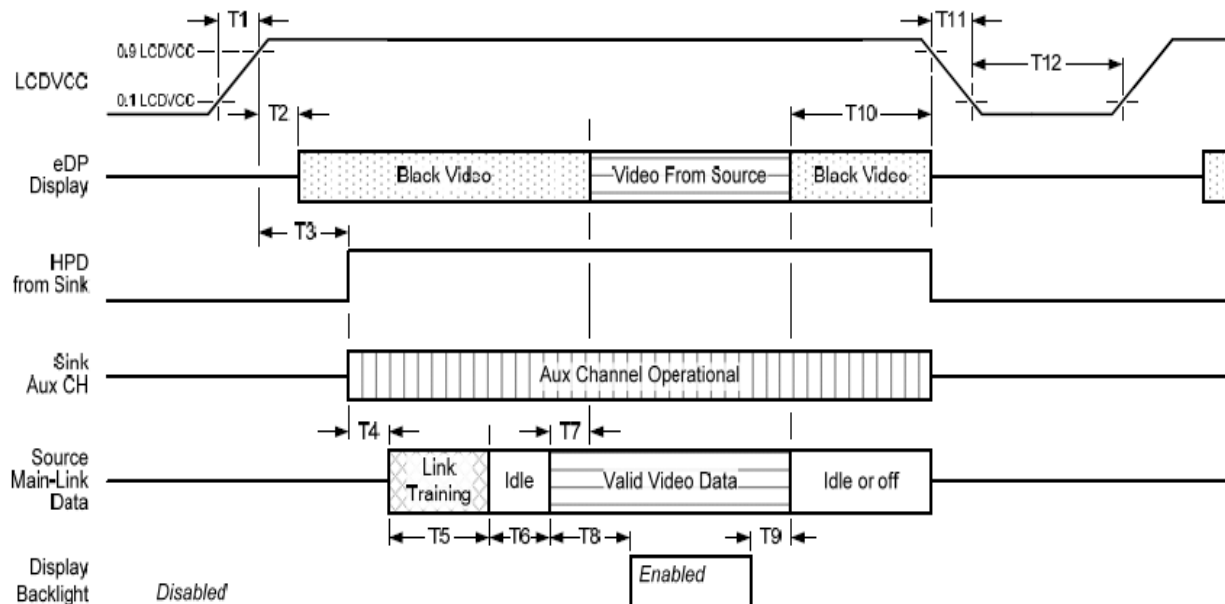 T1
T11
0.9 LCDVCC
T12
LCDVCC
0.1 LCDVCC
T2
T10
eDP
Display
Black Video
Video From Source
Black Video
T3
HPD
from Sink
Sink
Aux CH
Aux Channel Operational
T4
T7
Source
Main-Link
Data
Link
Training
Idle
Valid Video Data
Idle or off
T5
T6
T8
T9
Display
Backlight
Disabled
Enabled